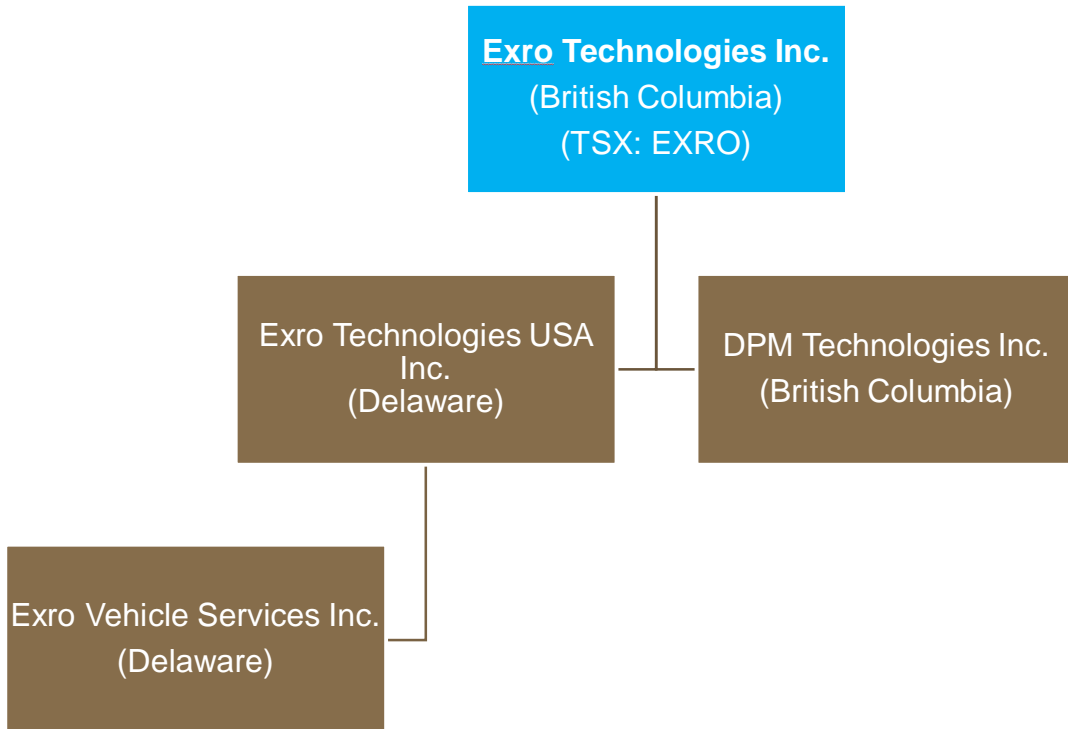 Exro Technologies Inc.
(British Columbia)
(TSX: EXRO)
Exro Technologies USA
Inc.
(Delaware)
DPM Technologies Inc.
(British Columbia)
Exro Vehicle Services Inc.
(Delaware)